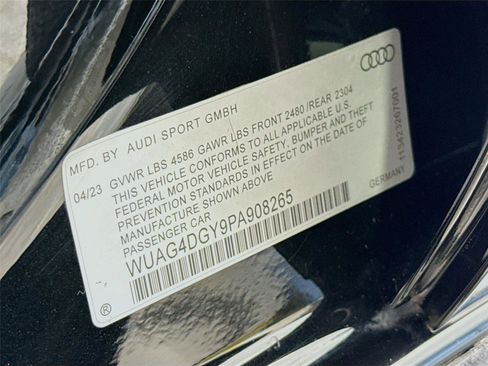 MFD. BY AUDI SPORT GMBH
04/23 GVWR LBS 4586 GAWR LBS FRONT 2480 /REAR 2304
THIS VEHICLE CONFORMS TO ALL APPLICABLE U.S.
FEDERAL MOTOR VEHICLE SAFETY, BUMPER AND THEFT
PREVENTION STANDARDS IN EFFECT ON THE DATE OF
MANUFACTURE SHOWN ABOVE
PASSENGER CAR
WUAG4DGY9PA908265
GERMANY
113423207001
®